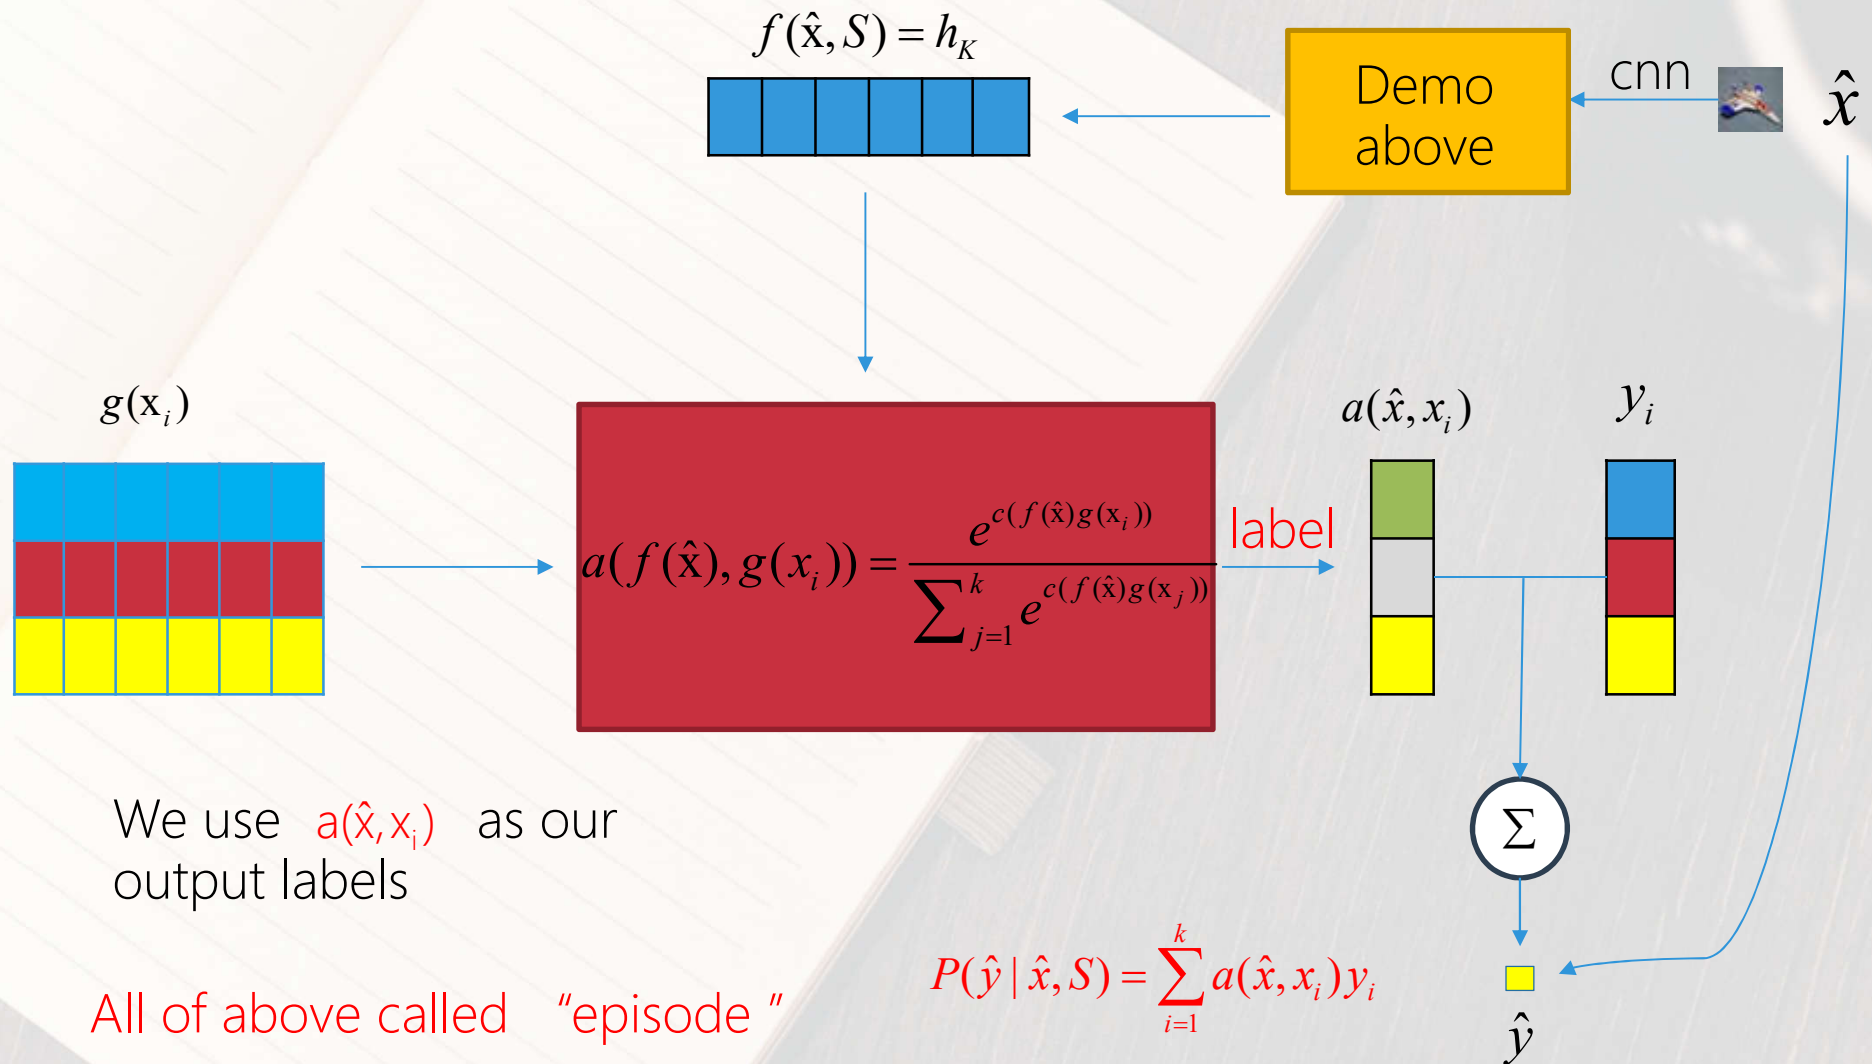 f(x̂, S) = h_K
Demo
above
cnn
x̂
g(x_i)
a(f(x̂), g(x_i)) = e^{c(f(x̂)g(x_i))} / ∑_{j=1}^{k} e^{c(f(x̂)g(x_j))}
label
a(x̂, x_i)
y_i
We use a(x̂, x_i) as our
output labels
∑
P(ŷ | x̂, S) = ∑_{i=1}^{k} a(x̂, x_i) y_i
All of above called “episode ”
ŷ